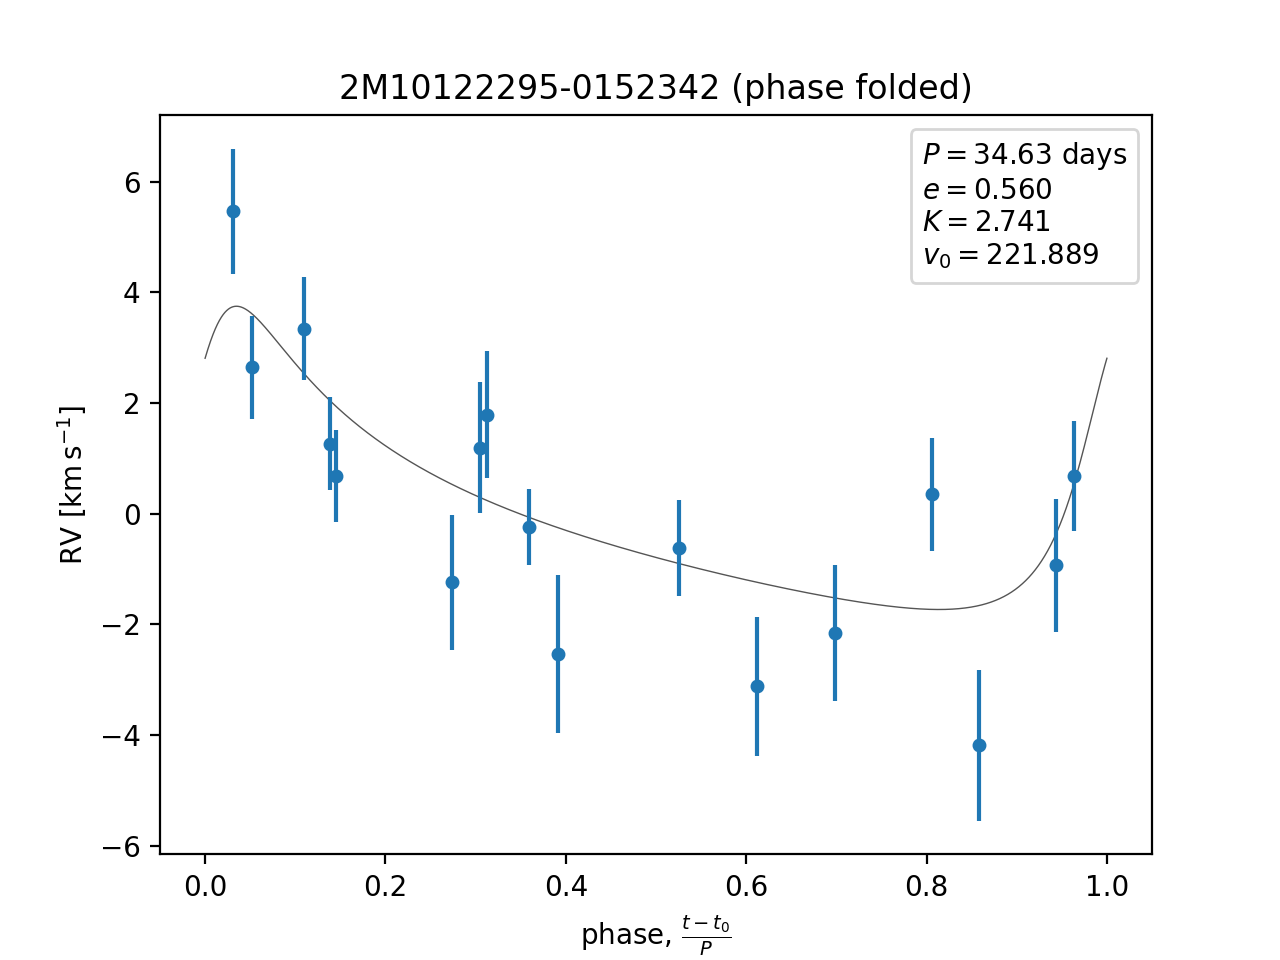 2M10122295-0152342 (phase folded)
P = 34.63 days
e = 0.560
K = 2.741
v₀ = 221.889
RV [km s⁻¹]
6
4
2
0
−2
−4
−6
0.0 0.2 0.4 0.6 0.8 1.0
phase, (t − t₀)/P